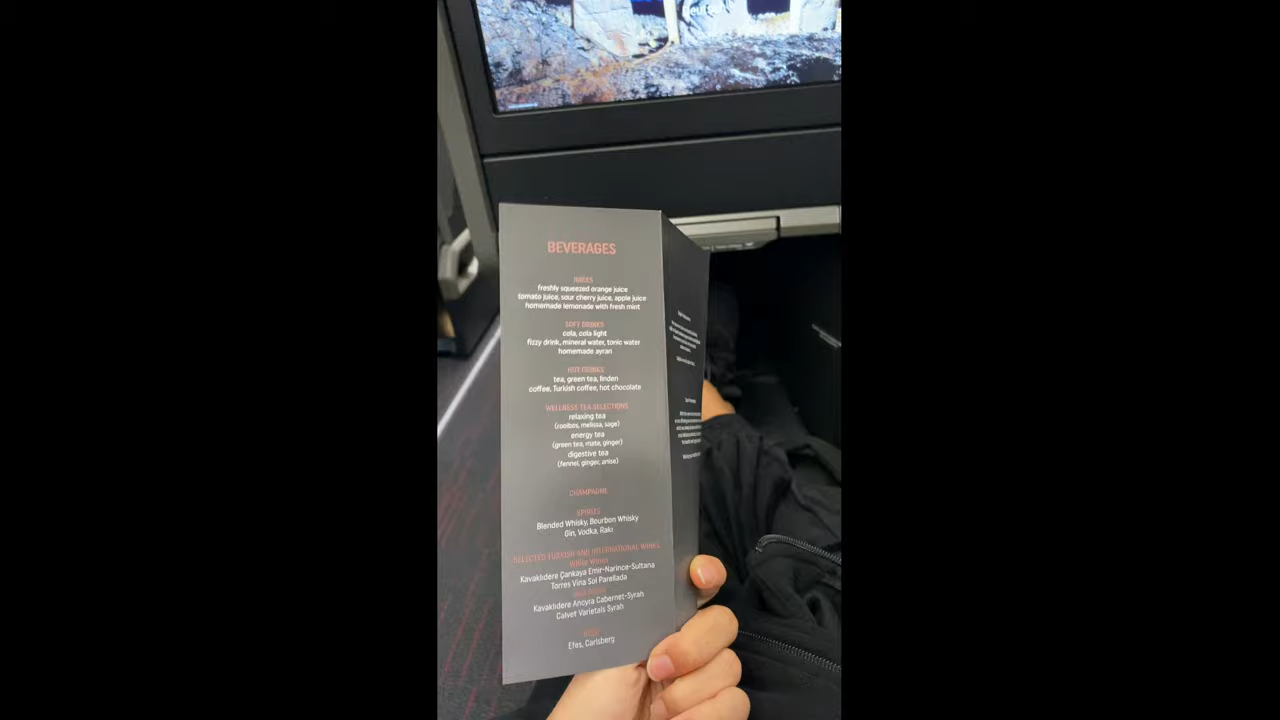 BEVERAGES
JUICES
freshly squeezed orange juice
tomato juice, sour cherry juice, apple juice
homemade lemonade with fresh mint
SOFT DRINKS
cola, cola light
fizzy drink, mineral water, tonic water
homemade ayran
HOT DRINKS
tea, green tea, linden
coffee, Turkish coffee, hot chocolate
WELLNESS TEA SELECTIONS
relaxing tea
(rooibos, melissa, sage)
energy tea
(green tea, mate, ginger)
digestive tea
(fennel, ginger, anise)
CHAMPAGNE
SPIRITS
Blended Whisky, Bourbon Whisky
Gin, Vodka, Rakı
SELECTED TURKISH AND INTERNATIONAL WINES
White Wines
Kavaklıdere Çankaya Emir-Narince-Sultana
Torres Vina Sol Parellada
Kavaklıdere Ancyra Cabernet-Syrah
Calvet Varietals Syrah
Efes, Carlsberg